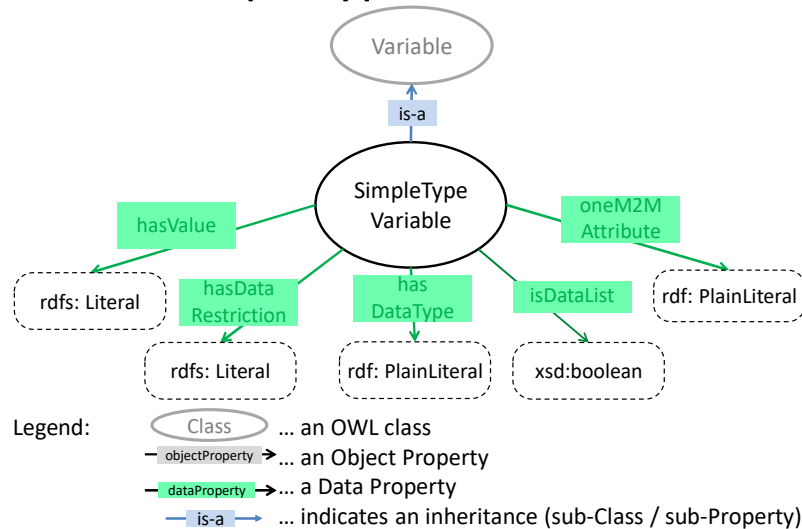 Variable
is-a
SimpleType
Variable
hasValue
oneM2M
Attribute
hasData
Restriction
has
DataType
isDataList
rdfs: Literal
rdf: PlainLiteral
rdfs: Literal
rdf: PlainLiteral
xsd:boolean
Legend:
Class
... an OWL class
objectProperty
... an Object Property
dataProperty
... a Data Property
is-a
... indicates an inheritance (sub-Class / sub-Property)